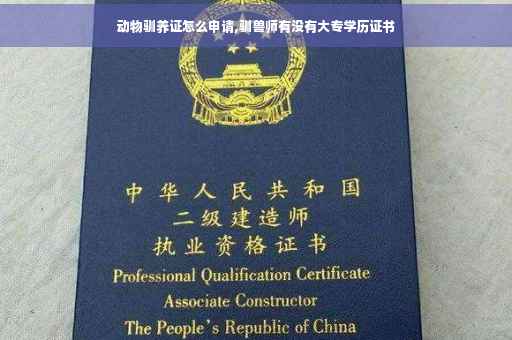 动物驯养证怎么申请,驯兽师有没有大专学历证书
中华人民共和国
二级建造师
执业资格证书
Professional Qualification Certificate
Associate Constructor
The People's Republic of China